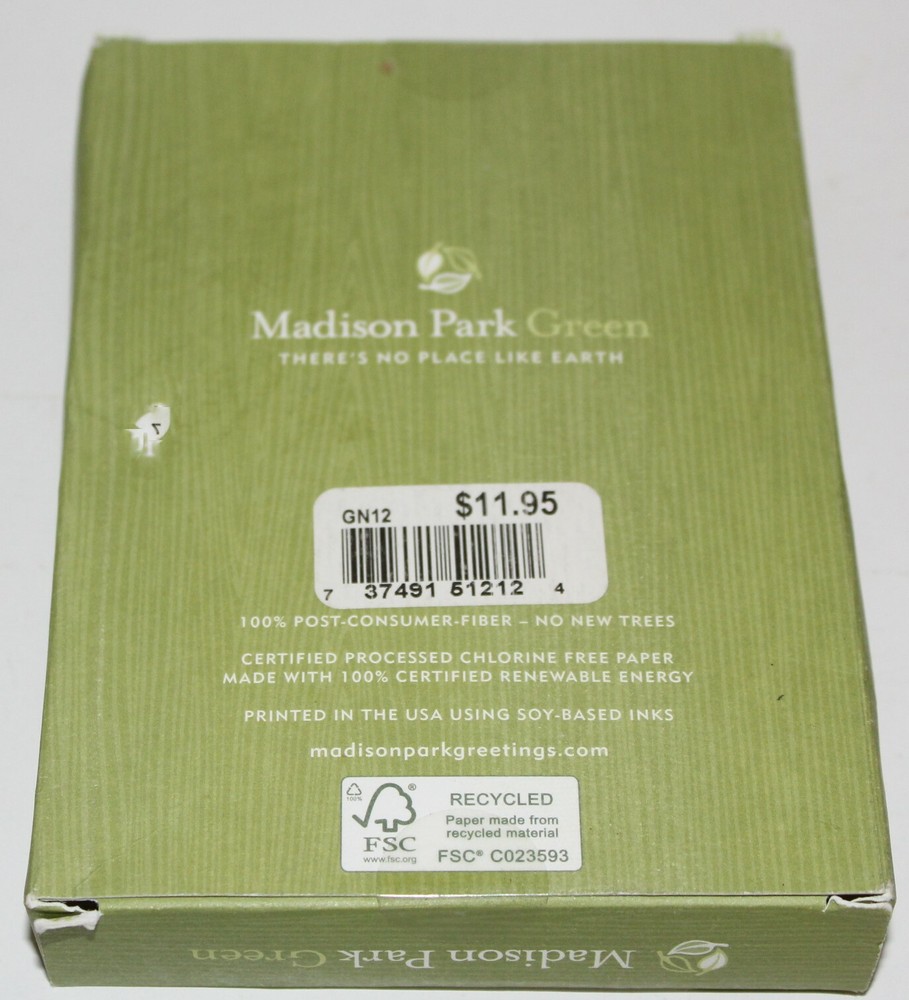 Madison Park Green
THERE'S NO PLACE LIKE EARTH
7
GN12 $11.95
7 37491 51212 4
100% POST-CONSUMER-FIBER – NO NEW TREES
CERTIFIED PROCESSED CHLORINE FREE PAPER
MADE WITH 100% CERTIFIED RENEWABLE ENERGY
PRINTED IN THE USA USING SOY-BASED INKS
madisonparkgreetings.com
100%
FSC®
www.fsc.org
RECYCLED
Paper made from
recycled material
FSC® C023593
Madison Park Green